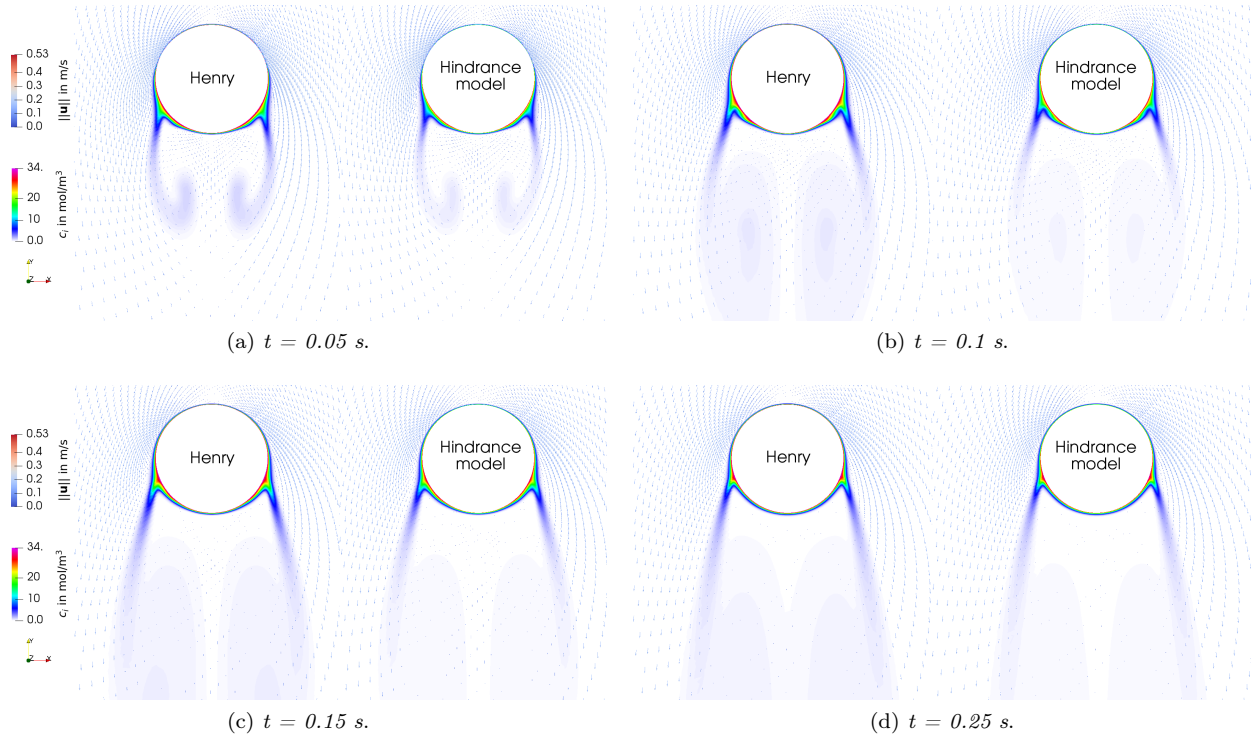 0.53
0.4
0.3
0.2
0.1
0.0
||u|| in m/s
34.
20
10
0.0
c_i in mol/m³
Y
Z
X
Henry
Hindrance
model
Henry
Hindrance
model
(a) t = 0.05 s.
(b) t = 0.1 s.
0.53
0.4
0.3
0.2
0.1
0.0
||u|| in m/s
34.
20
10
0.0
c_i in mol/m³
Y
Z
X
Henry
Hindrance
model
Henry
Hindrance
model
(c) t = 0.15 s.
(d) t = 0.25 s.